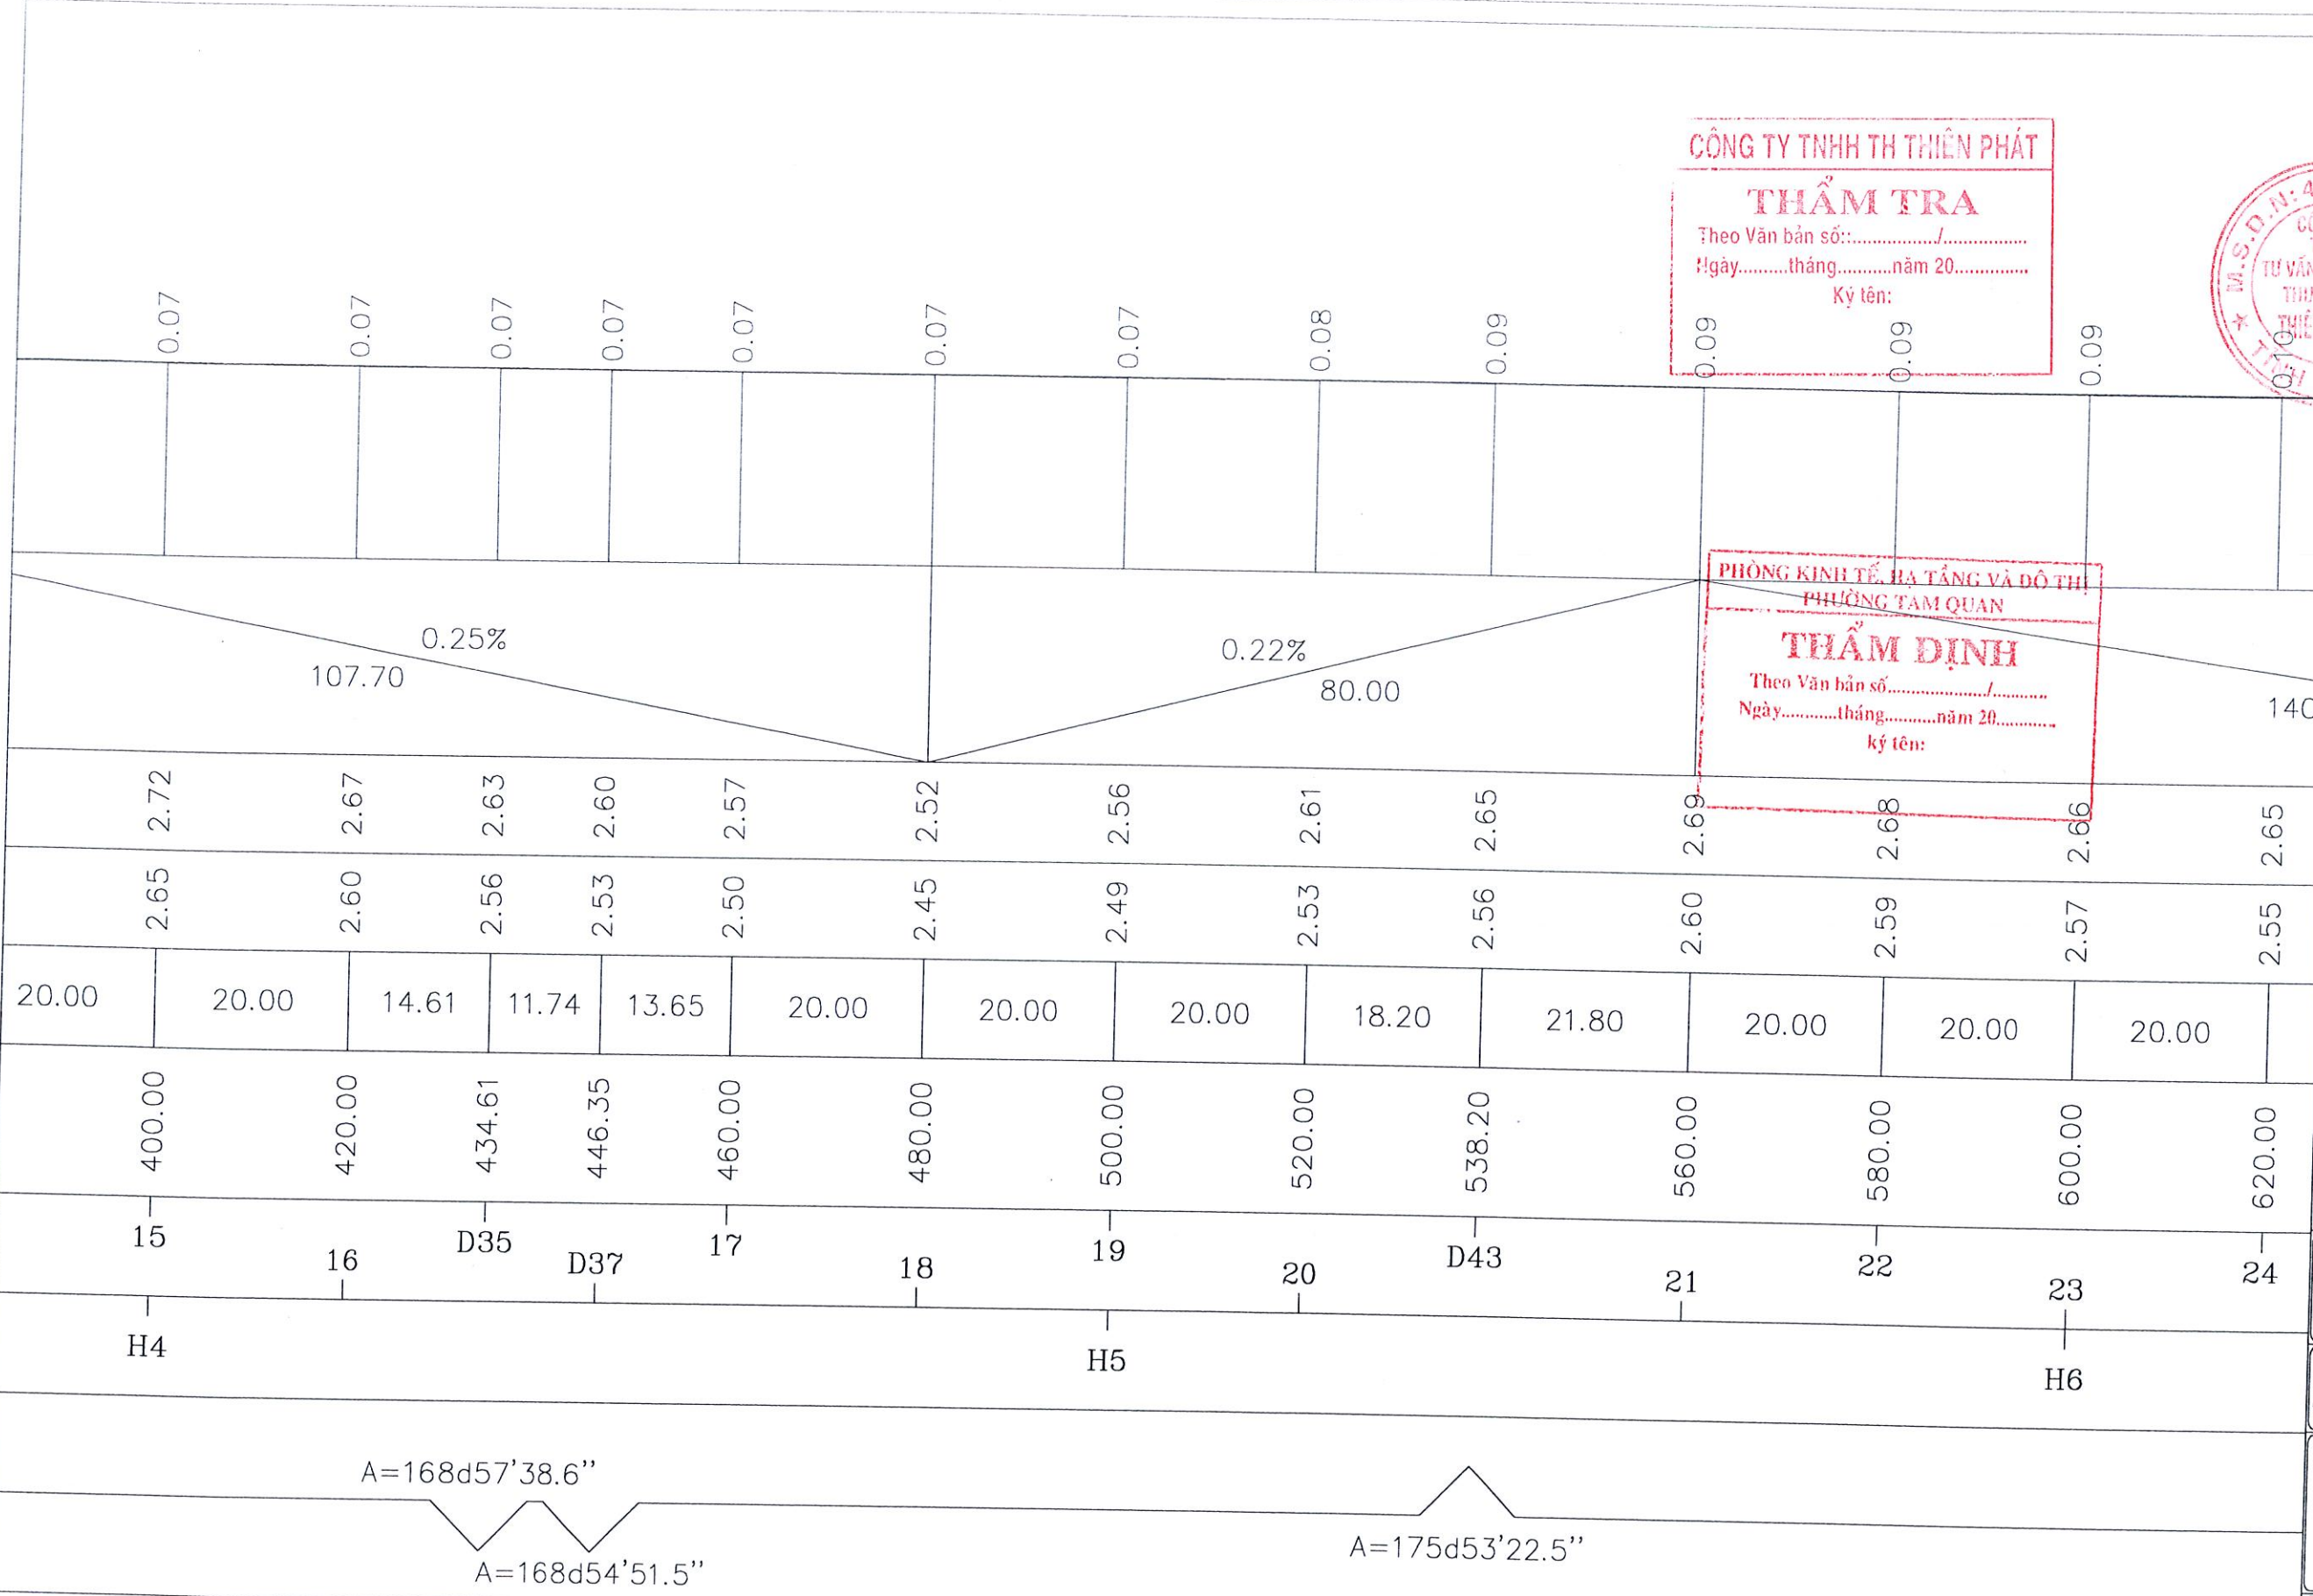 CÔNG TY TNHH TH THIÊN PHÁT
THẨM TRA
Theo Văn bản số::................./.................
Ngày..........tháng...........năm 20...............
Ký tên:
M.S.D.N: 4
TƯ VẤN
TỈNH
0.07 0.07 0.07 0.07 0.07 0.07 0.07 0.08 0.09 0.09 0.09 0.09 0.10
PHÒNG KINH TẾ, HẠ TẦNG VÀ ĐÔ THỊ
PHƯỜNG TAM QUAN
THẨM ĐỊNH
Theo Văn bản số...................../...........
Ngày...........tháng...........năm 20.............
ký tên:
0.25% 0.22%
107.70 80.00 140
2.72 2.67 2.63 2.60 2.57 2.52 2.56 2.61 2.65 2.69 2.68 2.66 2.65
2.65 2.60 2.56 2.53 2.50 2.45 2.49 2.53 2.56 2.60 2.59 2.57 2.55
20.00 20.00 14.61 11.74 13.65 20.00 20.00 20.00 18.20 21.80 20.00 20.00 20.00
400.00 420.00 434.61 446.35 460.00 480.00 500.00 520.00 538.20 560.00 580.00 600.00 620.00
15 16 D35 D37 17 18 19 20 D43 21 22 23 24
H4 H5 H6
A=168d57'38.6"
A=168d54'51.5"
A=175d53'22.5"